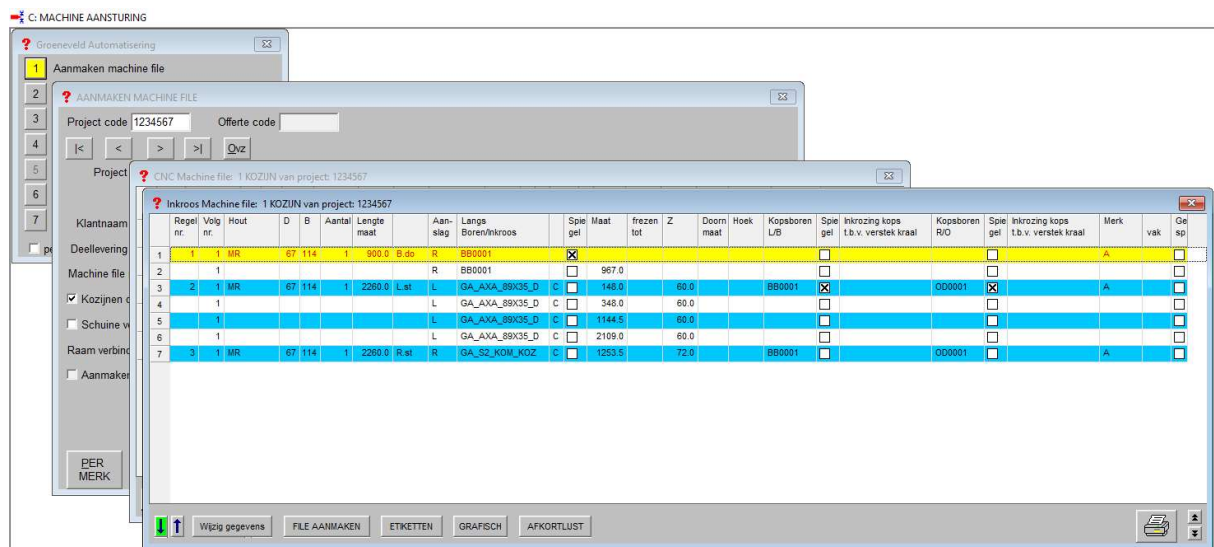 C: MACHINE AANSTURING
Groeneveld Automatisering
1 Aanmaken machine file
2
3
4
5
6
7
AANMAKEN MACHINE FILE
Project code 1234567 Offerte code
|< < > >| Ovz
Project
Klantnaam
Deellevering
Machine file
Kozijnen
Schuine
Raam
Aanmaken
PER
MERK
CNC Machine file: 1 KOZIJN van project: 1234567
Inkroos Machine file: 1 KOZIJN van project: 1234567
Regel Volg Hout D B Aantal Lengte Aan- Langs Spie Maat frezen Z Doorn Hoek Kopsboren Spie Inkrozing kops Kopsboren Spie Inkrozing kops Merk Ge
nr. nr. maat slag Boren/Inkroos gel tot maat L/B gel t.b.v. verstek kraal R/O gel t.b.v. verstek kraal vak sp
1 1 1 MR 67 114 1 900.0 B.do R BB0001 A
2 1 R BB0001 967.0
3 2 1 MR 67 114 1 2260.0 L.st L GA_AXA_89X35_D C 148.0 60.0 BB0001 OD0001 A
4 1 L GA_AXA_89X35_D C 348.0 60.0
5 1 L GA_AXA_89X35_D C 1144.5 60.0
6 1 L GA_AXA_89X35_D C 2109.0 60.0
7 3 1 MR 67 114 1 2260.0 R.st R GA_S2_KOM_KOZ C 1253.5 72.0 BB0001 OD0001 A
Wijzig gegevens FILE AANMAKEN ETIKETTEN GRAFISCH AFKORTLIJST